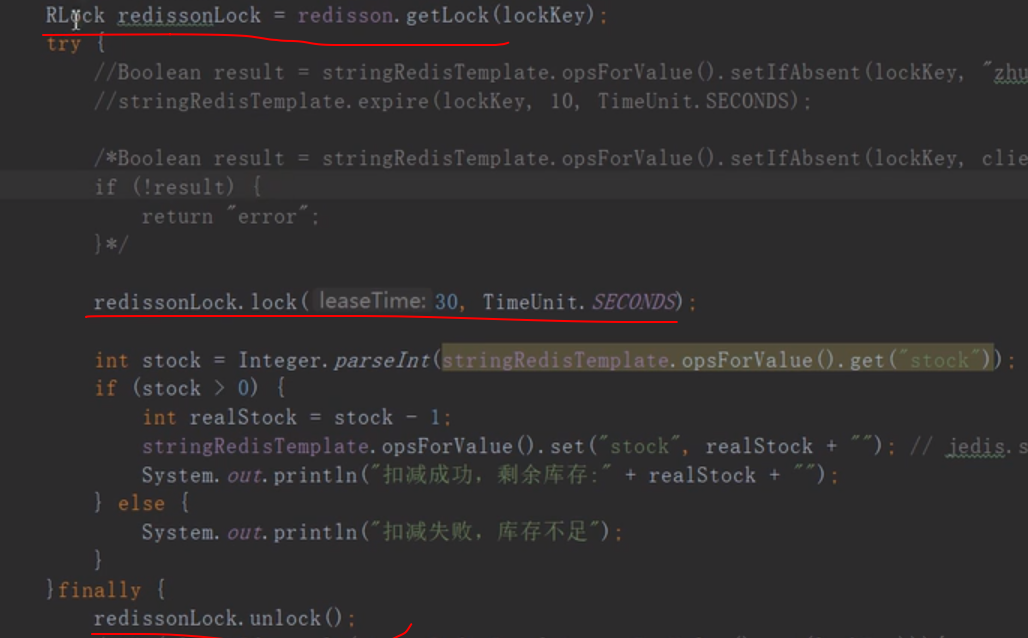 RLock redissonLock = redisson.getLock(lockKey);
try {
//Boolean result = stringRedisTemplate.opsForValue().setIfAbsent(lockKey, "zhu
//stringRedisTemplate.expire(lockKey, 10, TimeUnit.SECONDS);
/*Boolean result = stringRedisTemplate.opsForValue().setIfAbsent(lockKey, clie
if (!result) {
return "error";
}*/
redissonLock.lock( leaseTime: 30, TimeUnit.SECONDS);
int stock = Integer.parseInt(stringRedisTemplate.opsForValue().get("stock"));
if (stock > 0) {
int realStock = stock - 1;
stringRedisTemplate.opsForValue().set("stock", realStock + ""); // jedis.s
System.out.println("扣减成功，剩余库存:" + realStock + "");
} else {
System.out.println("扣减失败，库存不足");
}
}finally {
redissonLock.unlock();